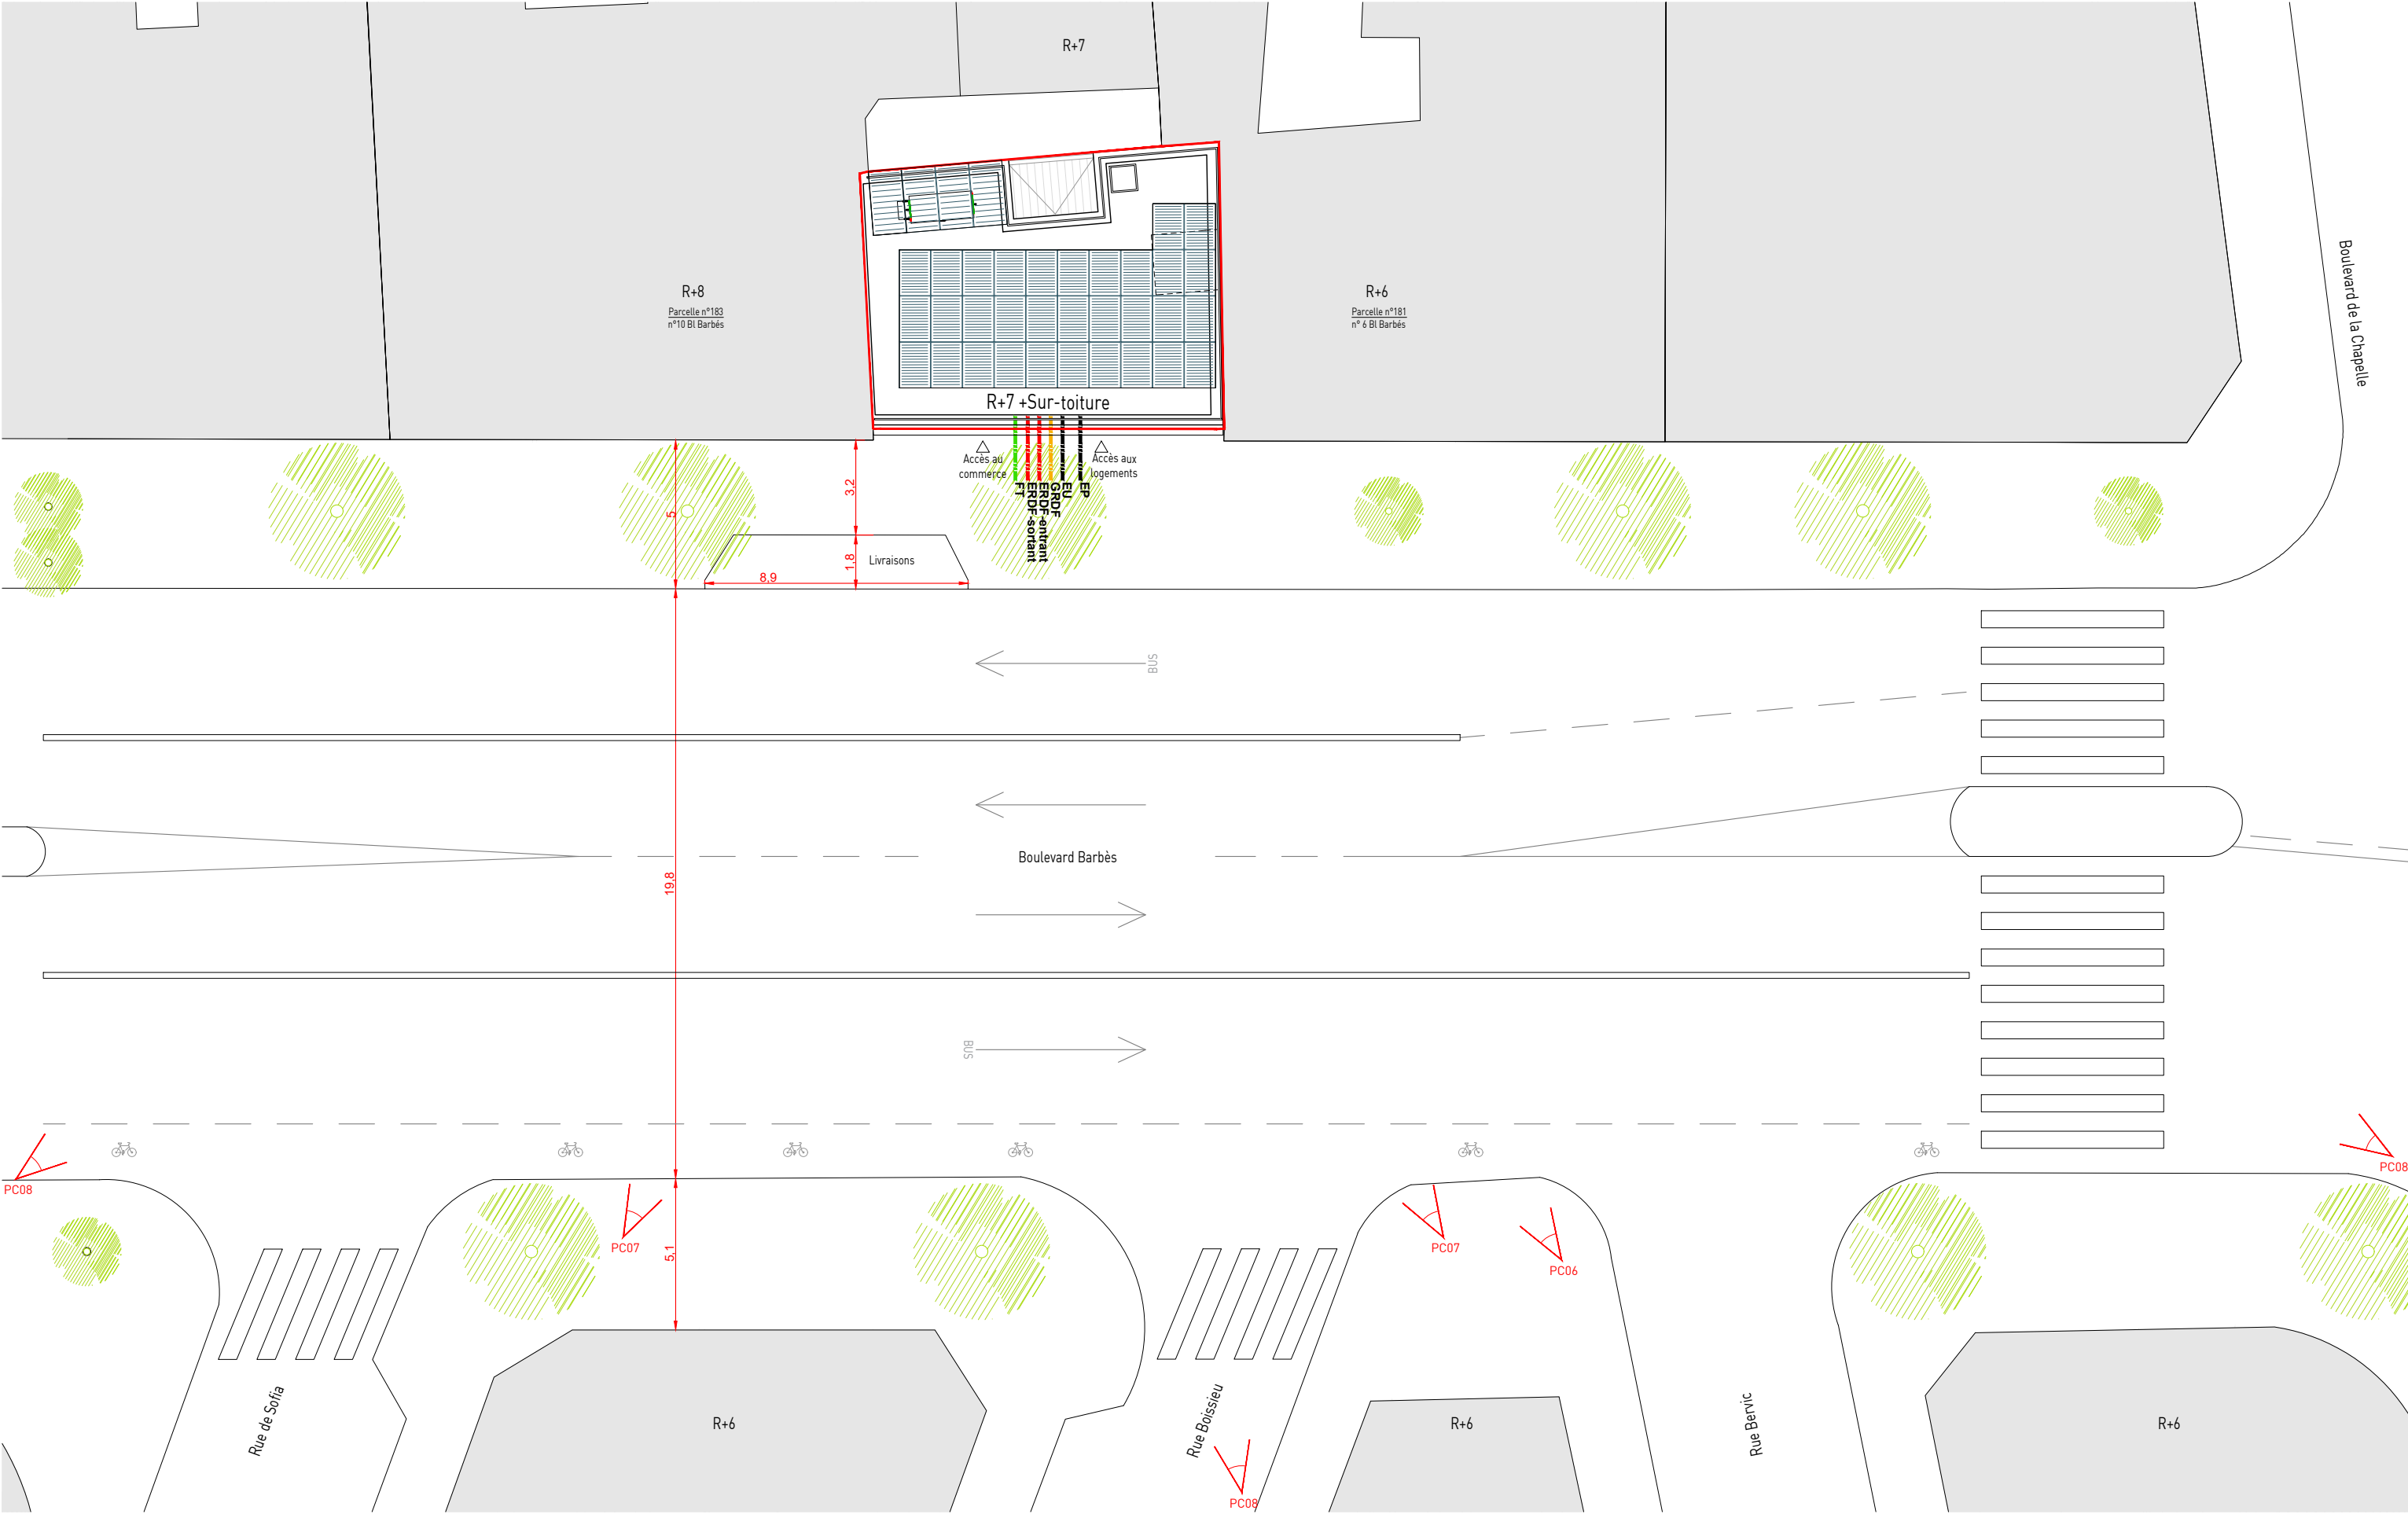 R+7
Boulevard de la Chapelle
R+8
Parcelle n°183
n°10 Bl Barbés
R+6
Parcelle n°181
n° 6 Bl Barbés
R+7 +Sur-toiture
Accès au
commerce
Accès aux
logements
FT
ERDF-sortant
ERDF-entrant
GRDF
EU
EP
3,2
5
1,8
Livraisons
8,9
BUS
Boulevard Barbès
19,8
BUS
PC08
PC08
PC07
5,1
PC07
PC06
Rue de Sofia
R+6
Rue Boissieu
R+6
Rue Bervic
R+6
PC08